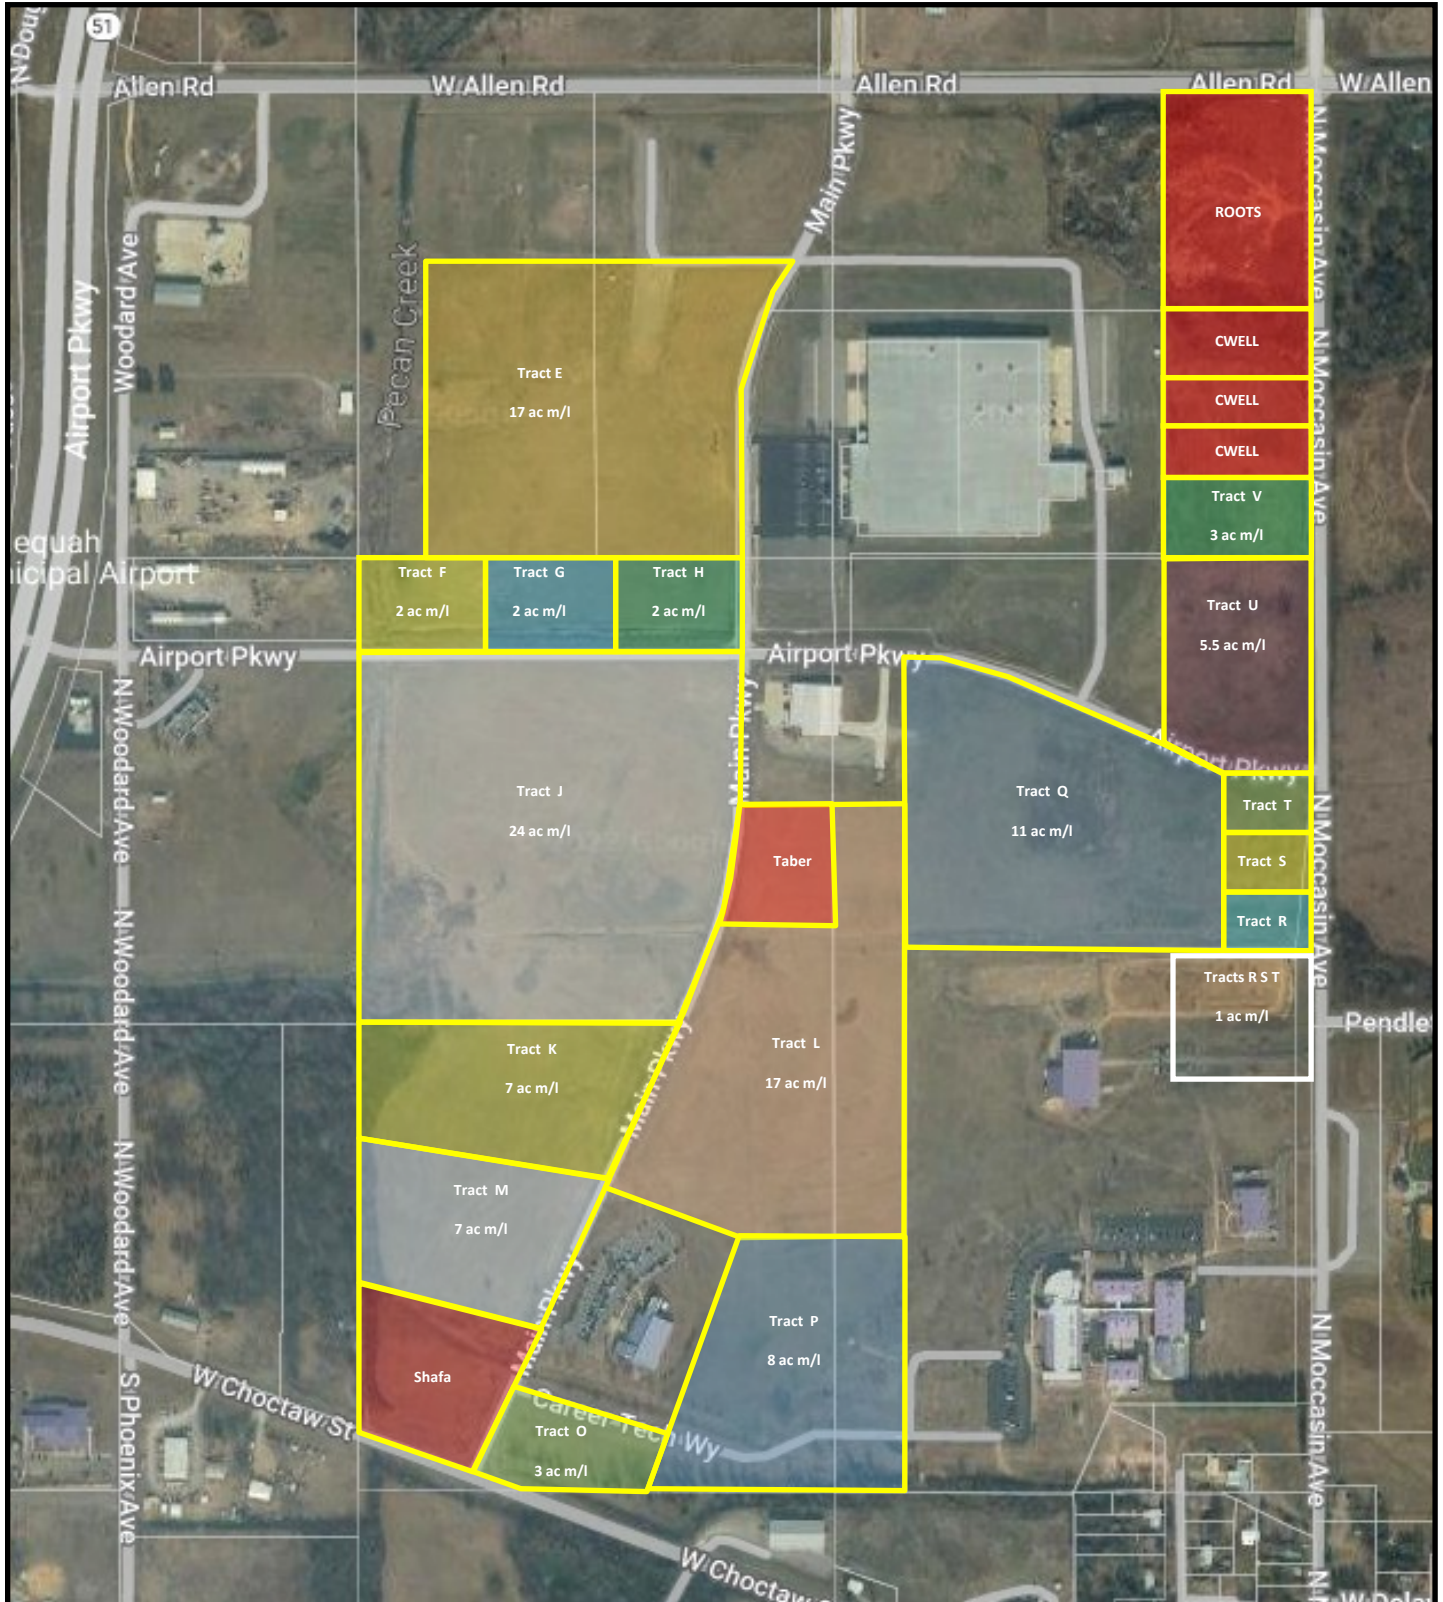 51
N Doug
Allen Rd
W Allen Rd
Allen Rd
Allen Rd
W Allen
Main Pkwy
N Moccasin Ave
ROOTS
Woodard Ave
Airport Pkwy
Pecan Creek
CWELL
N Moccasin Ave
Tract E
17 ac m/l
CWELL
CWELL
Tract V
3 ac m/l
equah
nicipal Airport
Tract F
2 ac m/l
Tract G
2 ac m/l
Tract H
2 ac m/l
Tract U
5.5 ac m/l
Airport Pkwy
Airport Pkwy
Main Pkwy
Airport Pkwy
N Woodard Ave
Tract J
24 ac m/l
Tract Q
11 ac m/l
Tract T
N Moccasin Ave
Taber
Tract S
Tract R
N Woodard Ave
Tracts R S T
1 ac m/l
Pendle
Tract K
7 ac m/l
Main Pkwy
Tract L
17 ac m/l
N Woodard Ave
Tract M
7 ac m/l
Main Pkwy
Tract P
8 ac m/l
Shafa
W Choctaw St
S Phoenix Ave
N Moccasin Ave
Career Tech Wy
Tract O
3 ac m/l
W Choctaw S